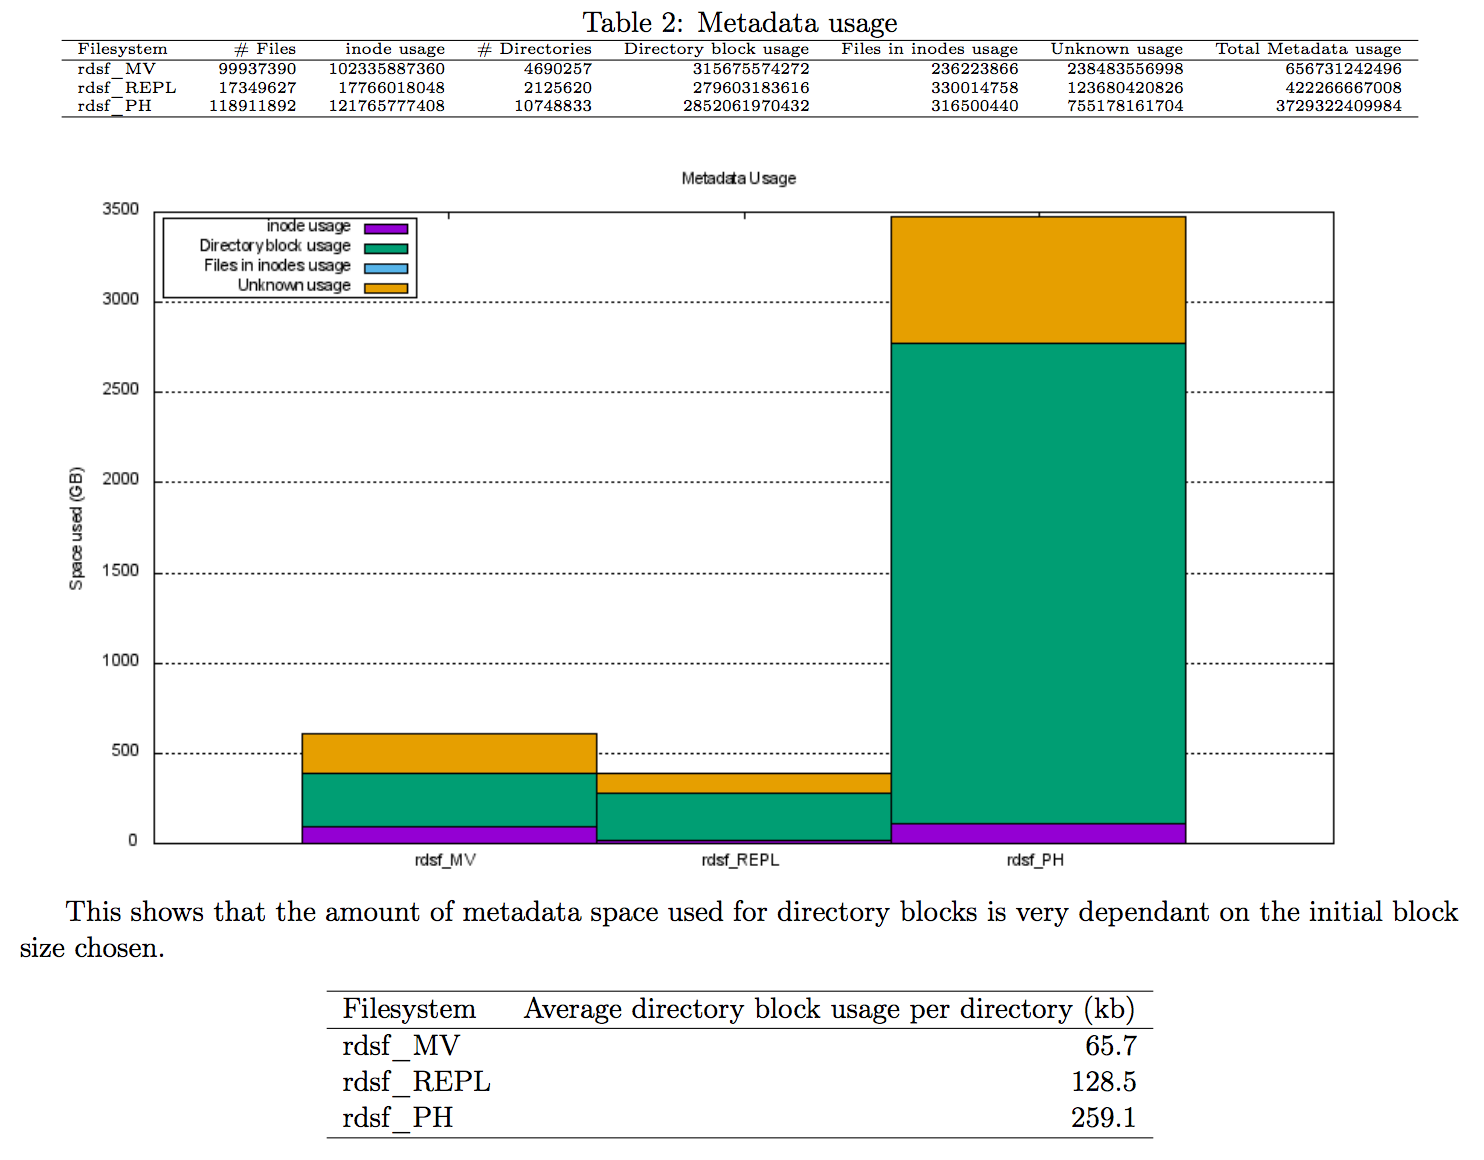 Table 2: Metadata usage
Filesystem # Files inode usage # Directories Directory block usage Files in inodes usage Unknown usage Total Metadata usage
rdsf_MV 99937390 102335887360 4690257 315675574272 236223866 238483556998 656731242496
rdsf_REPL 17349627 17766018048 2125620 279603183616 330014758 123680420826 422266667008
rdsf_PH 118911892 121765777408 10748833 2852061970432 316500440 755178161704 3729322409984
Metadata Usage
3500
inode usage
Directory block usage
Files in inodes usage
Unknown usage
3000
2500
2000
Space used (GB)
1500
1000
500
0
rdsf_MV rdsf_REPL rdsf_PH
This shows that the amount of metadata space used for directory blocks is very dependant on the initial block
size chosen.
Filesystem Average directory block usage per directory (kb)
rdsf_MV 65.7
rdsf_REPL 128.5
rdsf_PH 259.1